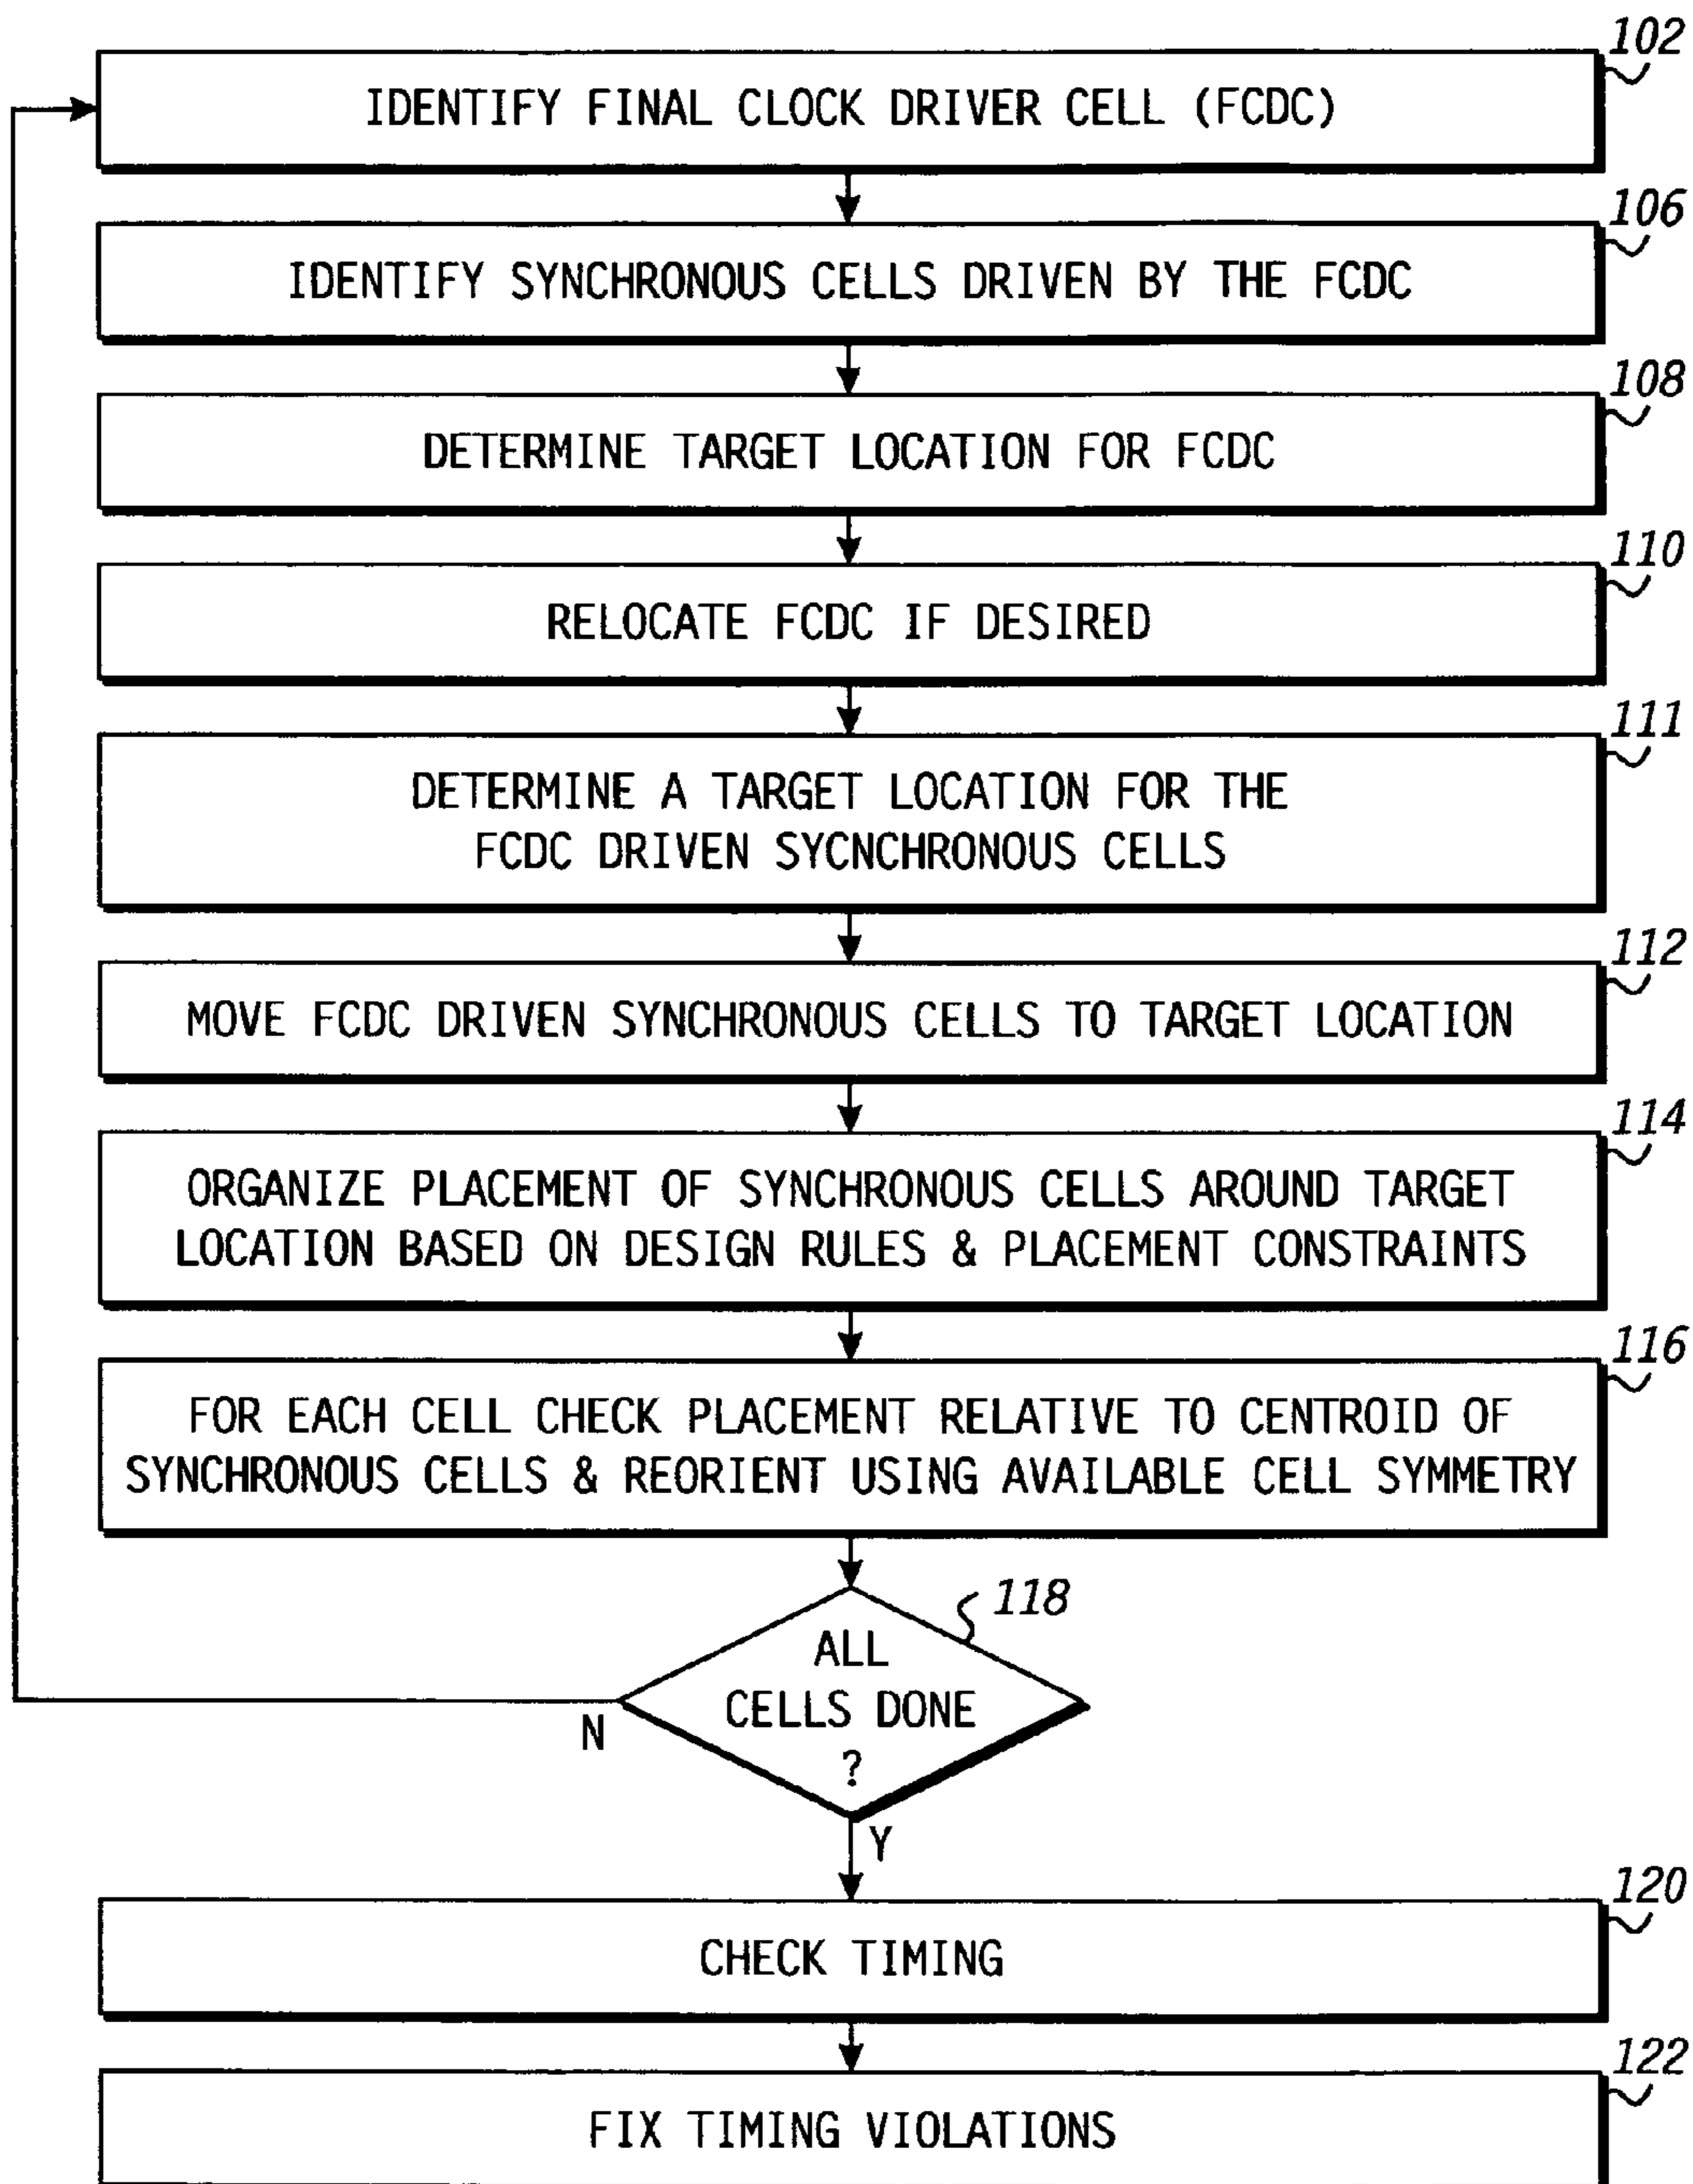 102
IDENTIFY FINAL CLOCK DRIVER CELL (FCDC)
106
IDENTIFY SYNCHRONOUS CELLS DRIVEN BY THE FCDC
108
DETERMINE TARGET LOCATION FOR FCDC
110
RELOCATE FCDC IF DESIRED
111
DETERMINE A TARGET LOCATION FOR THE
FCDC DRIVEN SYCNCHRONOUS CELLS
112
MOVE FCDC DRIVEN SYNCHRONOUS CELLS TO TARGET LOCATION
114
ORGANIZE PLACEMENT OF SYNCHRONOUS CELLS AROUND TARGET
LOCATION BASED ON DESIGN RULES & PLACEMENT CONSTRAINTS
116
FOR EACH CELL CHECK PLACEMENT RELATIVE TO CENTROID OF
SYNCHRONOUS CELLS & REORIENT USING AVAILABLE CELL SYMMETRY
118
ALL
CELLS DONE
?
N
Y
120
CHECK TIMING
122
FIX TIMING VIOLATIONS